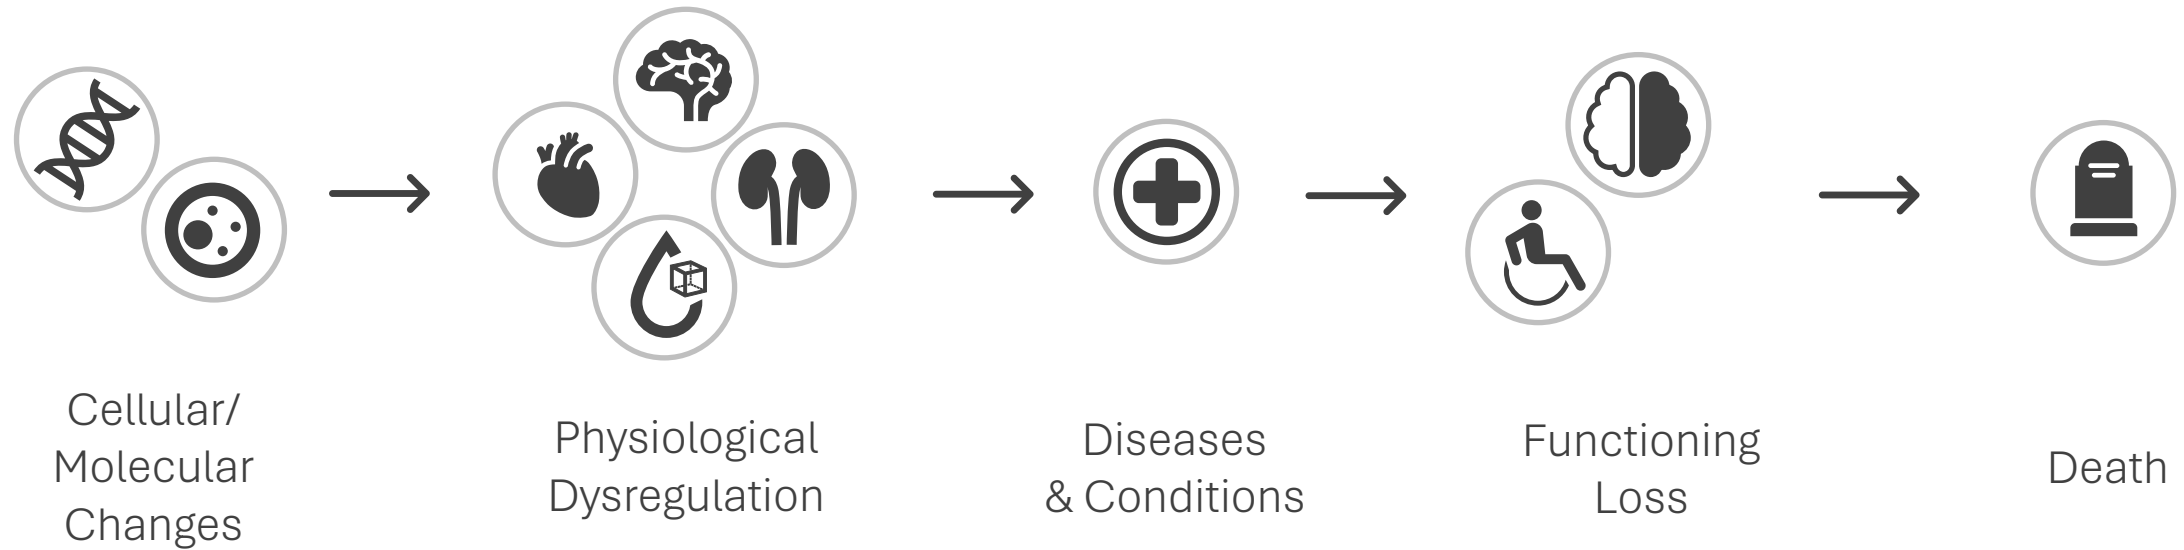 Cellular/
Molecular
Changes
Physiological
Dysregulation
Diseases
& Conditions
Functioning
Loss
Death